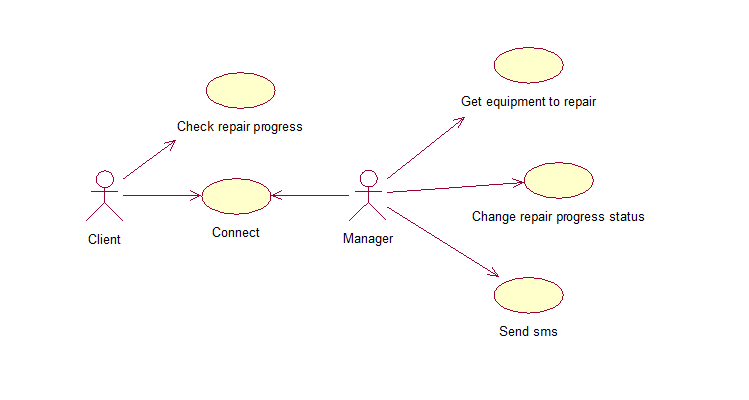 Get equipment to repair
Check repair progress
Change repair progress status
Connect
Client
Manager
Send sms